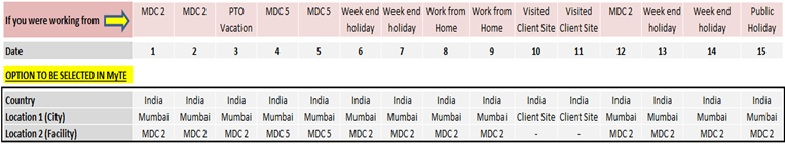 If you were working from MDC 2 MDC 2 PTO Vacation MDC 5 MDC 5 Week end holiday Week end holiday Work from Home Work from Home Visited Client Site Visited Client Site MDC 2 Week end holiday Week end holiday Public Holiday
Date 1 2 3 4 5 6 7 8 9 10 11 12 13 14 15
OPTION TO BE SELECTED IN MyTE
Country India India India India India India India India India India India India India India India
Location 1 (City) Mumbai Mumbai Mumbai Mumbai Mumbai Mumbai Mumbai Mumbai Mumbai Client Site Client Site Mumbai Mumbai Mumbai Mumbai
Location 2 (Facility) MDC 2 MDC 2 MDC 2 MDC 5 MDC 5 MDC 2 MDC 2 MDC 2 MDC 2 - - MDC 2 MDC 2 MDC 2 MDC 2